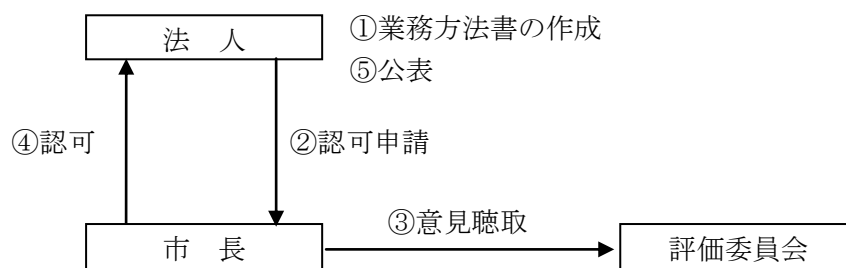 法　人
①業務方法書の作成
⑤公表
④認可
②認可申請
③意見聴取
市　長
評価委員会